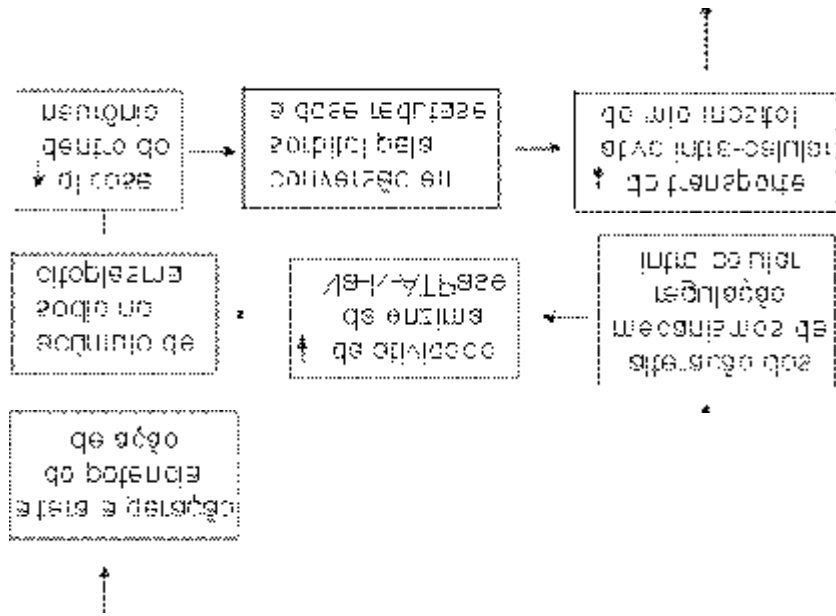 glicose
dentro do
neurônio
conversão em
sorbitol pela
aldose redutase
do transporte
ativo intra-celular
do mio inositol
alteração dos
mecanismos de
regulação
intra celular
da atividade
da enzima
Na-K-ATPase
acúmulo de
sódio no
citoplasma
altera a geração
do potencial
de ação